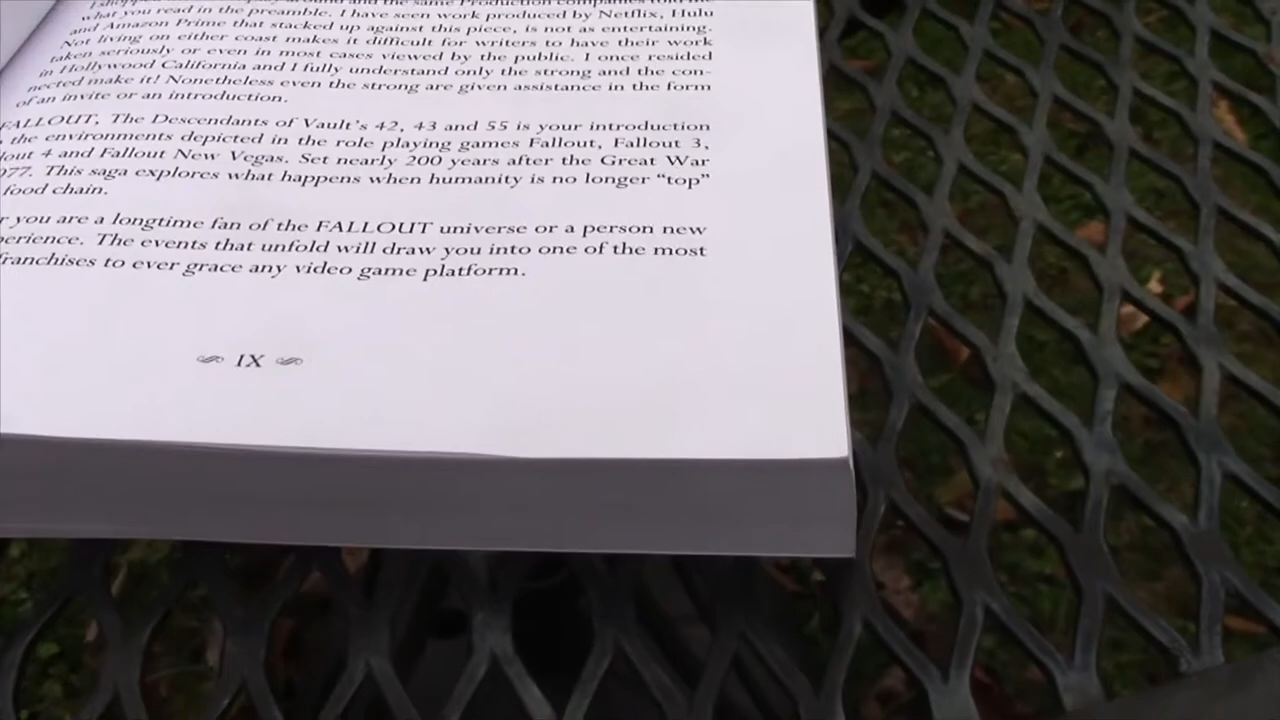 around and the same Production companies told me
what you read in the preamble. I have seen work produced by Netflix, Hulu
and Amazon Prime that stacked up against this piece, is not as entertaining.
Not living on either coast makes it difficult for writers to have their work
taken seriously or even in most cases viewed by the public. I once resided
in Hollywood California and I fully understand only the strong and the con-
nected make it! Nonetheless even the strong are given assistance in the form
of an invite or an introduction.
FALLOUT, The Descendants of Vault's 42, 43 and 55 is your introduction
the environments depicted in the role playing games Fallout, Fallout 3,
lout 4 and Fallout New Vegas. Set nearly 200 years after the Great War
077. This saga explores what happens when humanity is no longer “top”
food chain.
r you are a longtime fan of the FALLOUT universe or a person new
perience. The events that unfold will draw you into one of the most
franchises to ever grace any video game platform.
IX